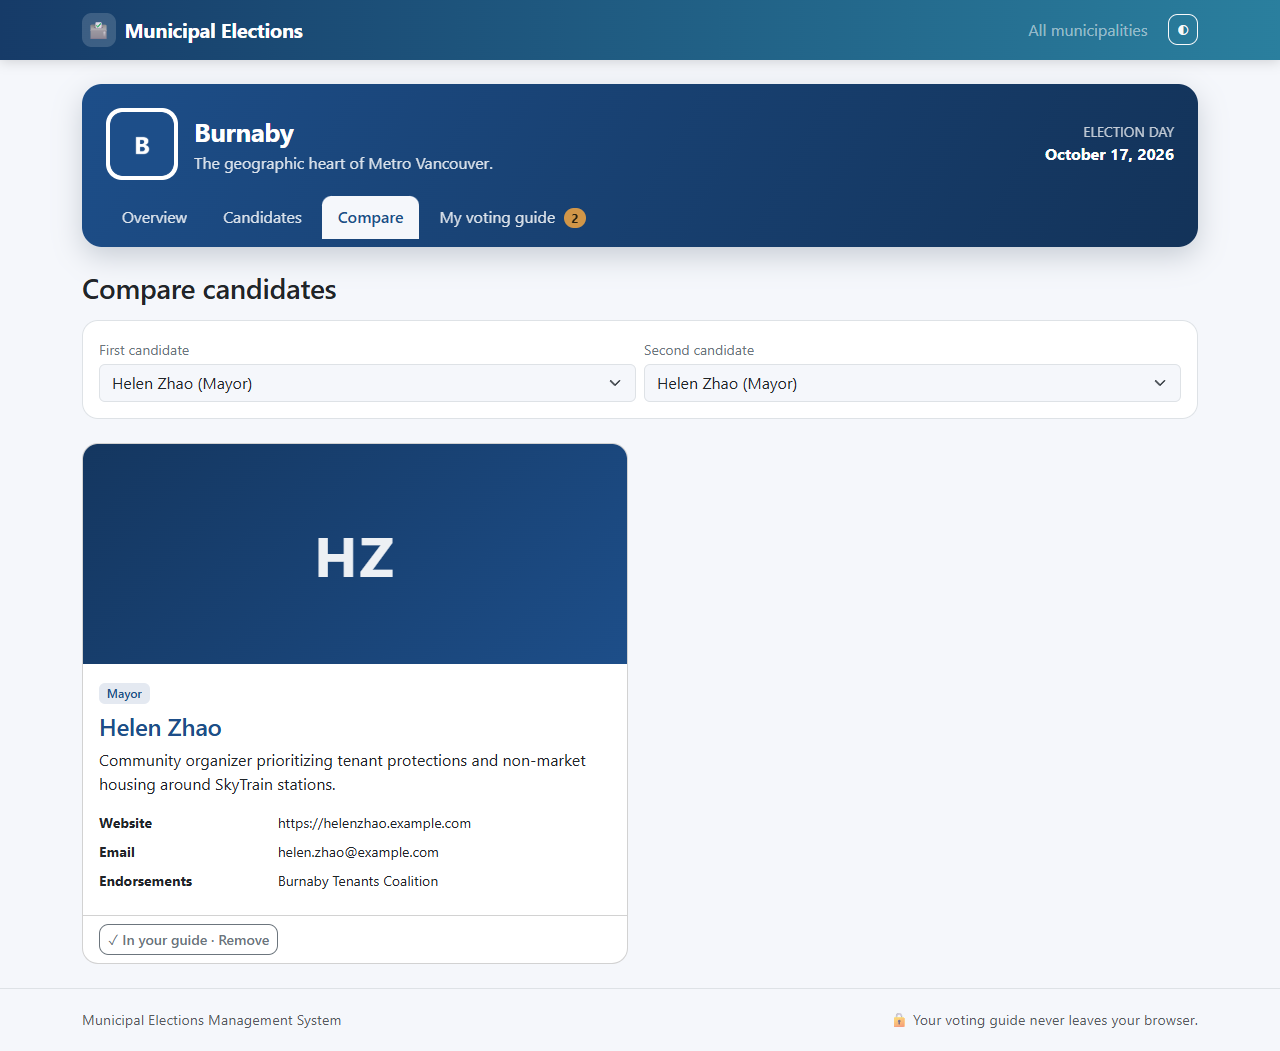 Municipal Elections
All municipalities
B
Burnaby
The geographic heart of Metro Vancouver.
ELECTION DAY
October 17, 2026
Overview
Candidates
Compare
My voting guide 2
Compare candidates
First candidate
Second candidate
Helen Zhao (Mayor)
Helen Zhao (Mayor)
HZ
Mayor
Helen Zhao
Community organizer prioritizing tenant protections and non-market
housing around SkyTrain stations.
Website https://helenzhao.example.com
Email helen.zhao@example.com
Endorsements Burnaby Tenants Coalition
✓ In your guide · Remove
Municipal Elections Management System
🔒 Your voting guide never leaves your browser.